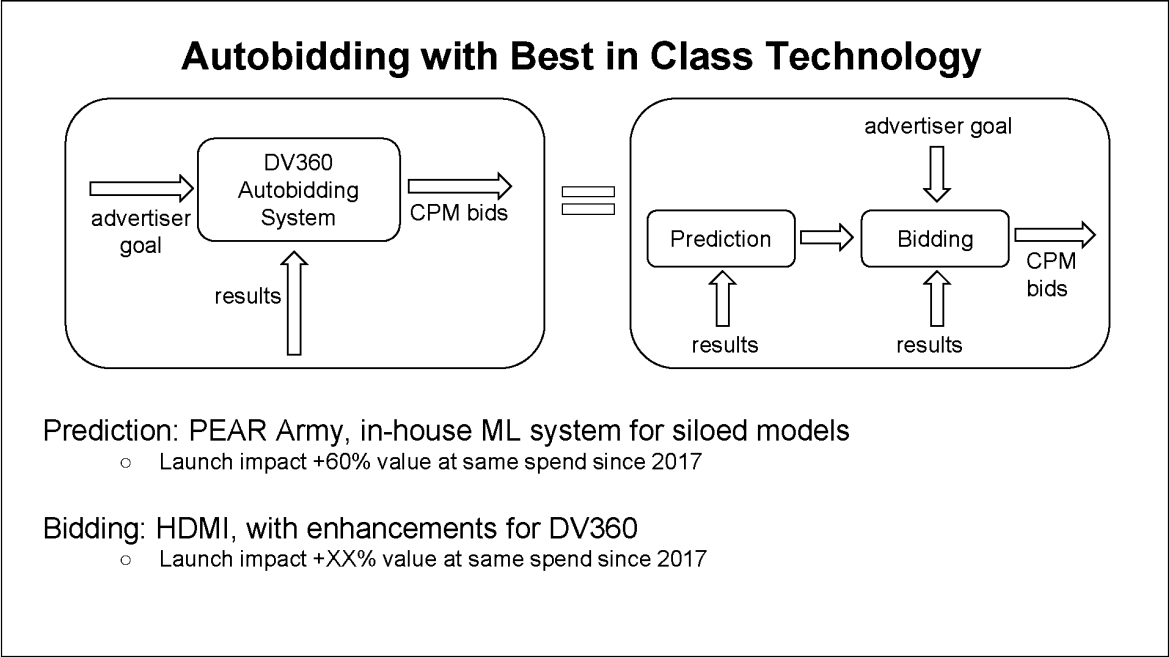 Autobidding with Best in Class Technology
DV360
Autobidding
System
advertiser
goal
CPM bids
results
advertiser goal
Prediction
Bidding
CPM
bids
results
results
Prediction: PEAR Army, in-house ML system for siloed models
○ Launch impact +60% value at same spend since 2017
Bidding: HDMI, with enhancements for DV360
○ Launch impact +XX% value at same spend since 2017